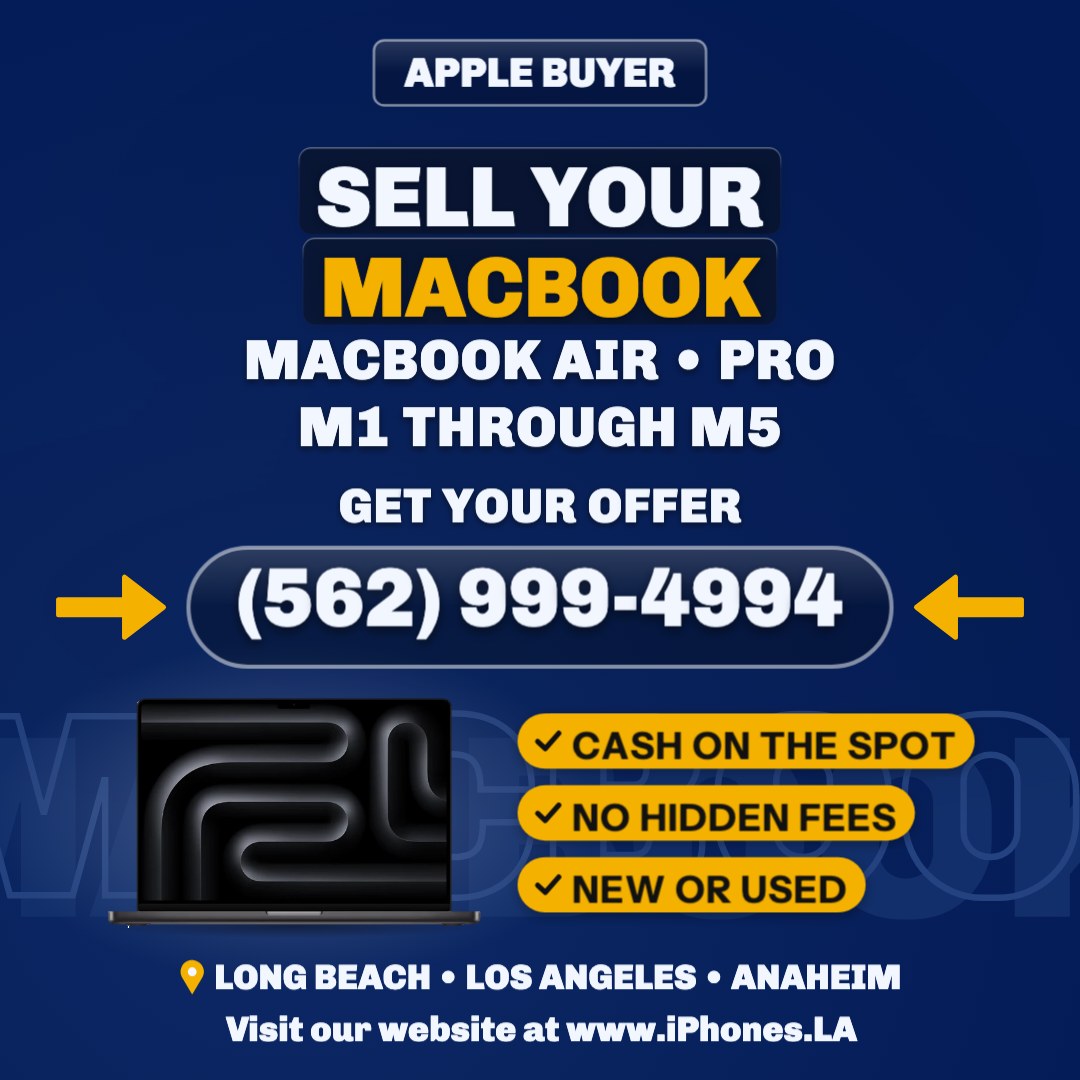 APPLE BUYER
SELL YOUR
MACBOOK
MACBOOK AIR • PRO
M1 THROUGH M5
GET YOUR OFFER
(562) 999-4994
MACBOO
✓ CASH ON THE SPOT
✓ NO HIDDEN FEES
✓ NEW OR USED
LONG BEACH • LOS ANGELES • ANAHEIM
Visit our website at www.iPhones.LA